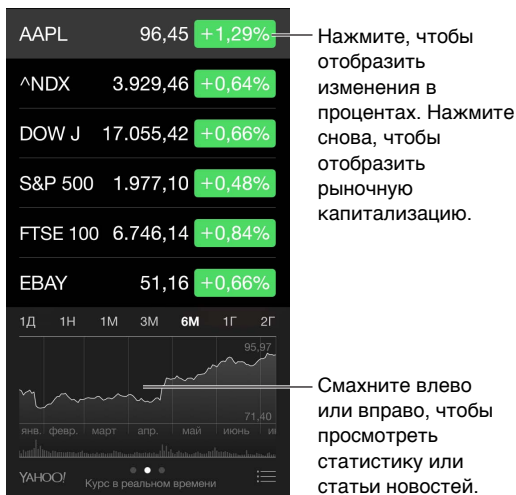 AAPL 96,45 +1,29%
^NDX 3.929,46 +0,64%
DOW J 17.055,42 +0,66%
S&P 500 1.977,10 +0,48%
FTSE 100 6.746,14 +0,84%
EBAY 51,16 +0,66%
1Д 1Н 1М 3М 6М 1Г 2Г
95,97
71,40
янв. февр. март апр. май июнь ию
YAHOO!
Курс в реальном времени
Нажмите, чтобы
отобразить
изменения в
процентах. Нажмите
снова, чтобы
отобразить
рыночную
капитализацию.
Смахните влево
или вправо, чтобы
просмотреть
статистику или
статьи новостей.